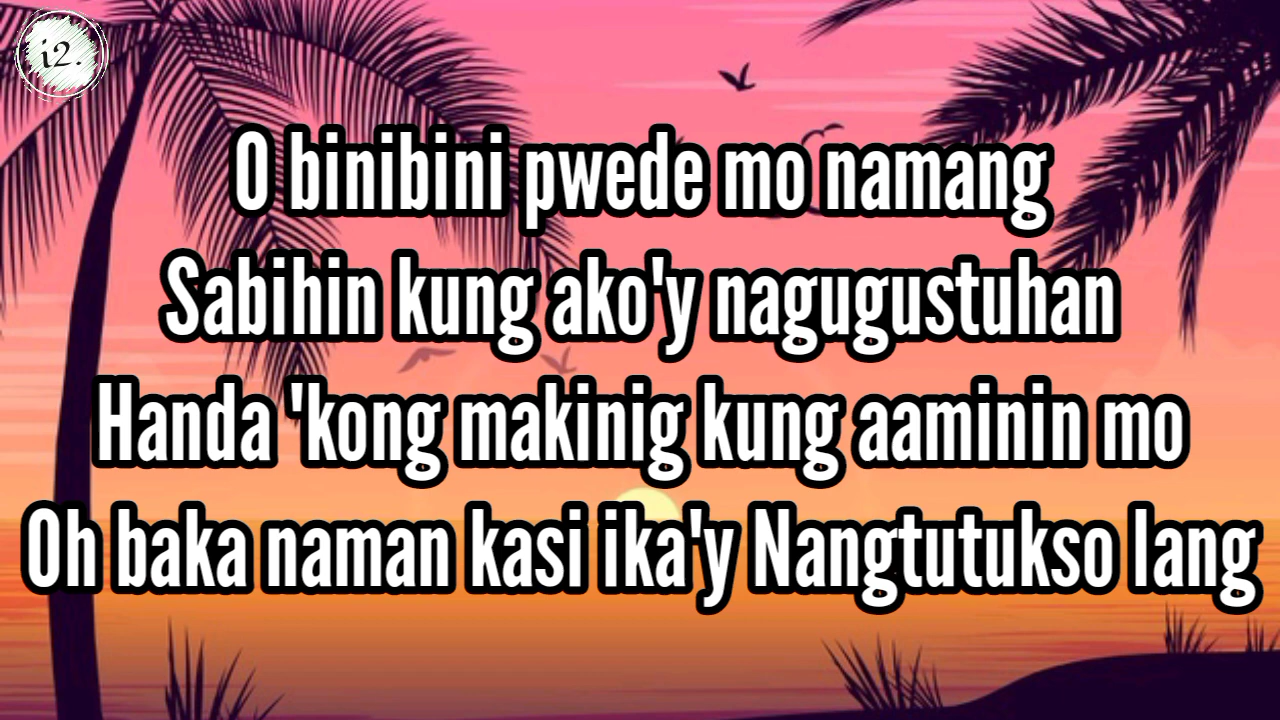 i2.
O binibini pwede mo namang
Sabihin kung ako'y nagugustuhan
Handa 'kong makinig kung aaminin mo
Oh baka naman kasi ika'y Nangtutukso lang